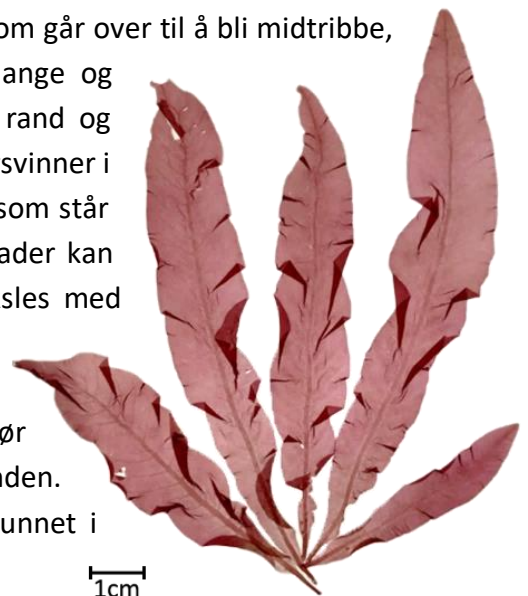 om går over til å bli midtribbe,
ange og
rand og
svinner i
som står
ader kan
sles med
ør
nden.
unnet i
1cm